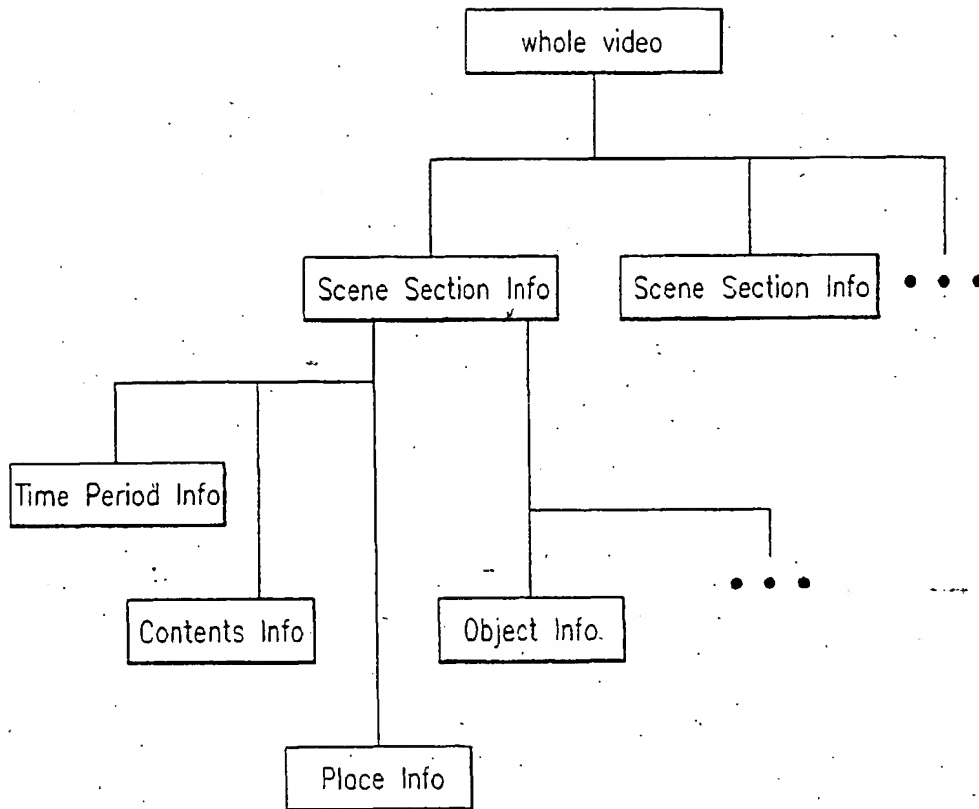 whole video
Scene Section Info
Scene Section Info
• • •
Time Period Info
• • •
Contents Info
Object Info.
Place Info